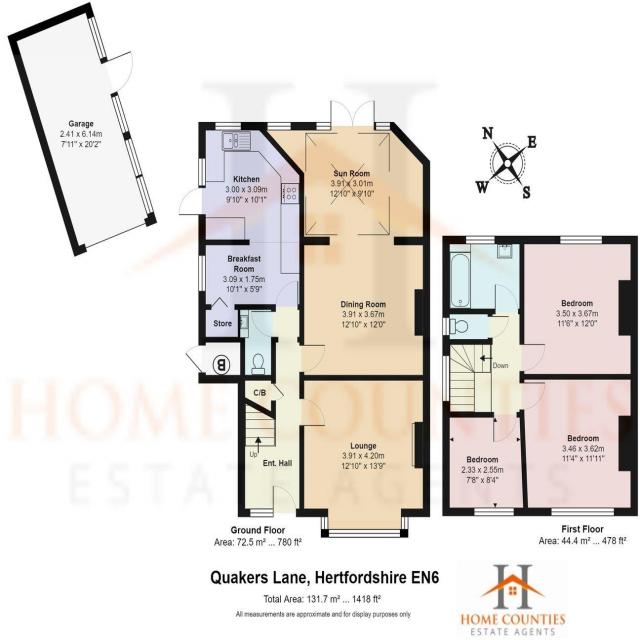 Garage
2.41 x 6.14m
7'11" x 20'2"
Kitchen
3.00 x 3.09m
9'10" x 10'1"
Sun Room
3.91 x 3.01m
12'10" x 9'10"
N
E
W
S
Breakfast
Room
3.09 x 1.75m
10'1" x 5'9"
Store
Dining Room
3.91 x 3.67m
12'10" x 12'0"
Bedroom
3.50 x 3.67m
11'6" x 12'0"
Down
B
C/B
Up
Ent. Hall
Lounge
3.91 x 4.20m
12'10" x 13'9"
Bedroom
2.33 x 2.55m
7'8" x 8'4"
Bedroom
3.46 x 3.62m
11'4" x 11'11"
HOME COUNTIES
ESTATE AGENTS
Ground Floor
Area: 72.5 m² ... 780 ft²
First Floor
Area: 44.4 m² ... 478 ft²
Quakers Lane, Hertfordshire EN6
Total Area: 131.7 m² ... 1418 ft²
All measurements are approximate and for display purposes only
H
HOME COUNTIES
ESTATE AGENTS